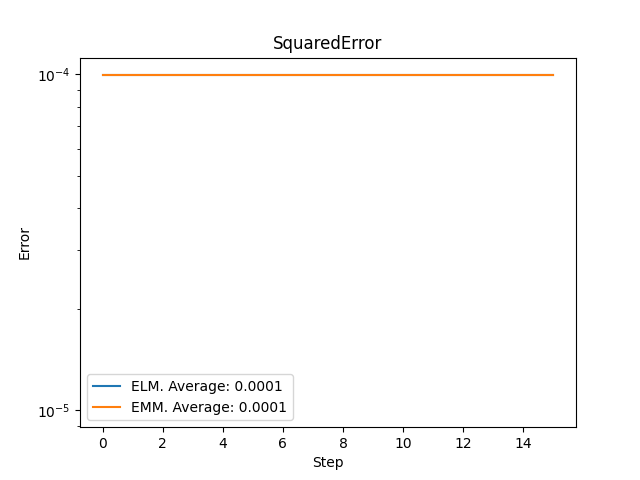 SquaredError
10⁻⁴
Error
10⁻⁵
ELM. Average: 0.0001
EMM. Average: 0.0001
0 2 4 6 8 10 12 14
Step